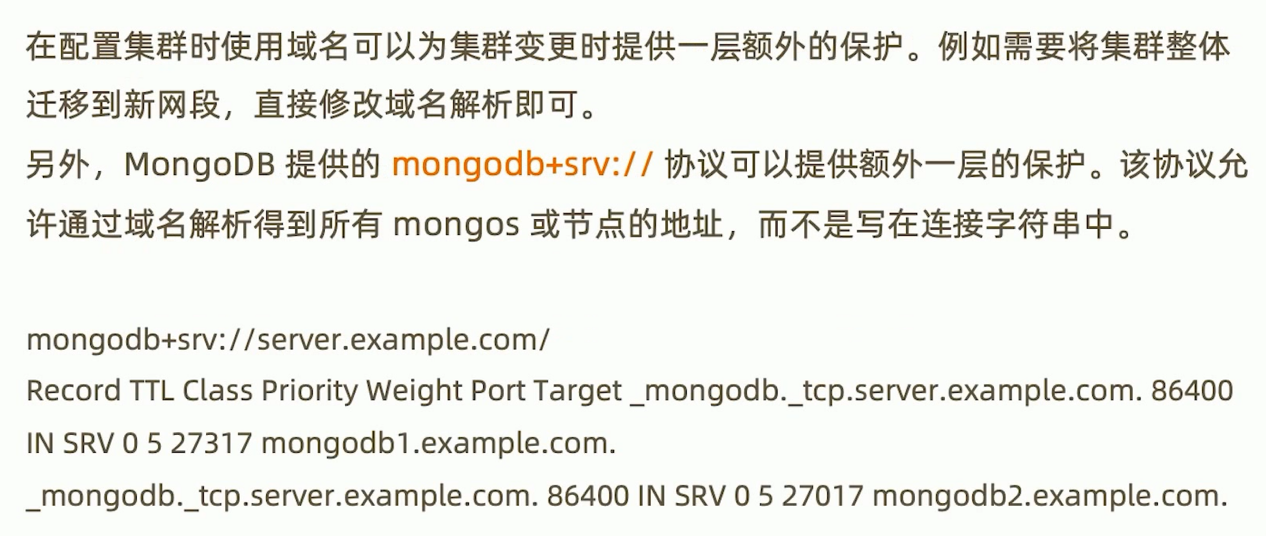 在配置集群时使用域名可以为集群变更时提供一层额外的保护。例如需要将集群整体
迁移到新网段，直接修改域名解析即可。
另外，MongoDB 提供的 mongodb+srv:// 协议可以提供额外一层的保护。该协议允
许通过域名解析得到所有 mongos 或节点的地址，而不是写在连接字符串中。
mongodb+srv://server.example.com/
Record TTL Class Priority Weight Port Target _mongodb._tcp.server.example.com. 86400
IN SRV 0 5 27317 mongodb1.example.com.
_mongodb._tcp.server.example.com. 86400 IN SRV 0 5 27017 mongodb2.example.com.